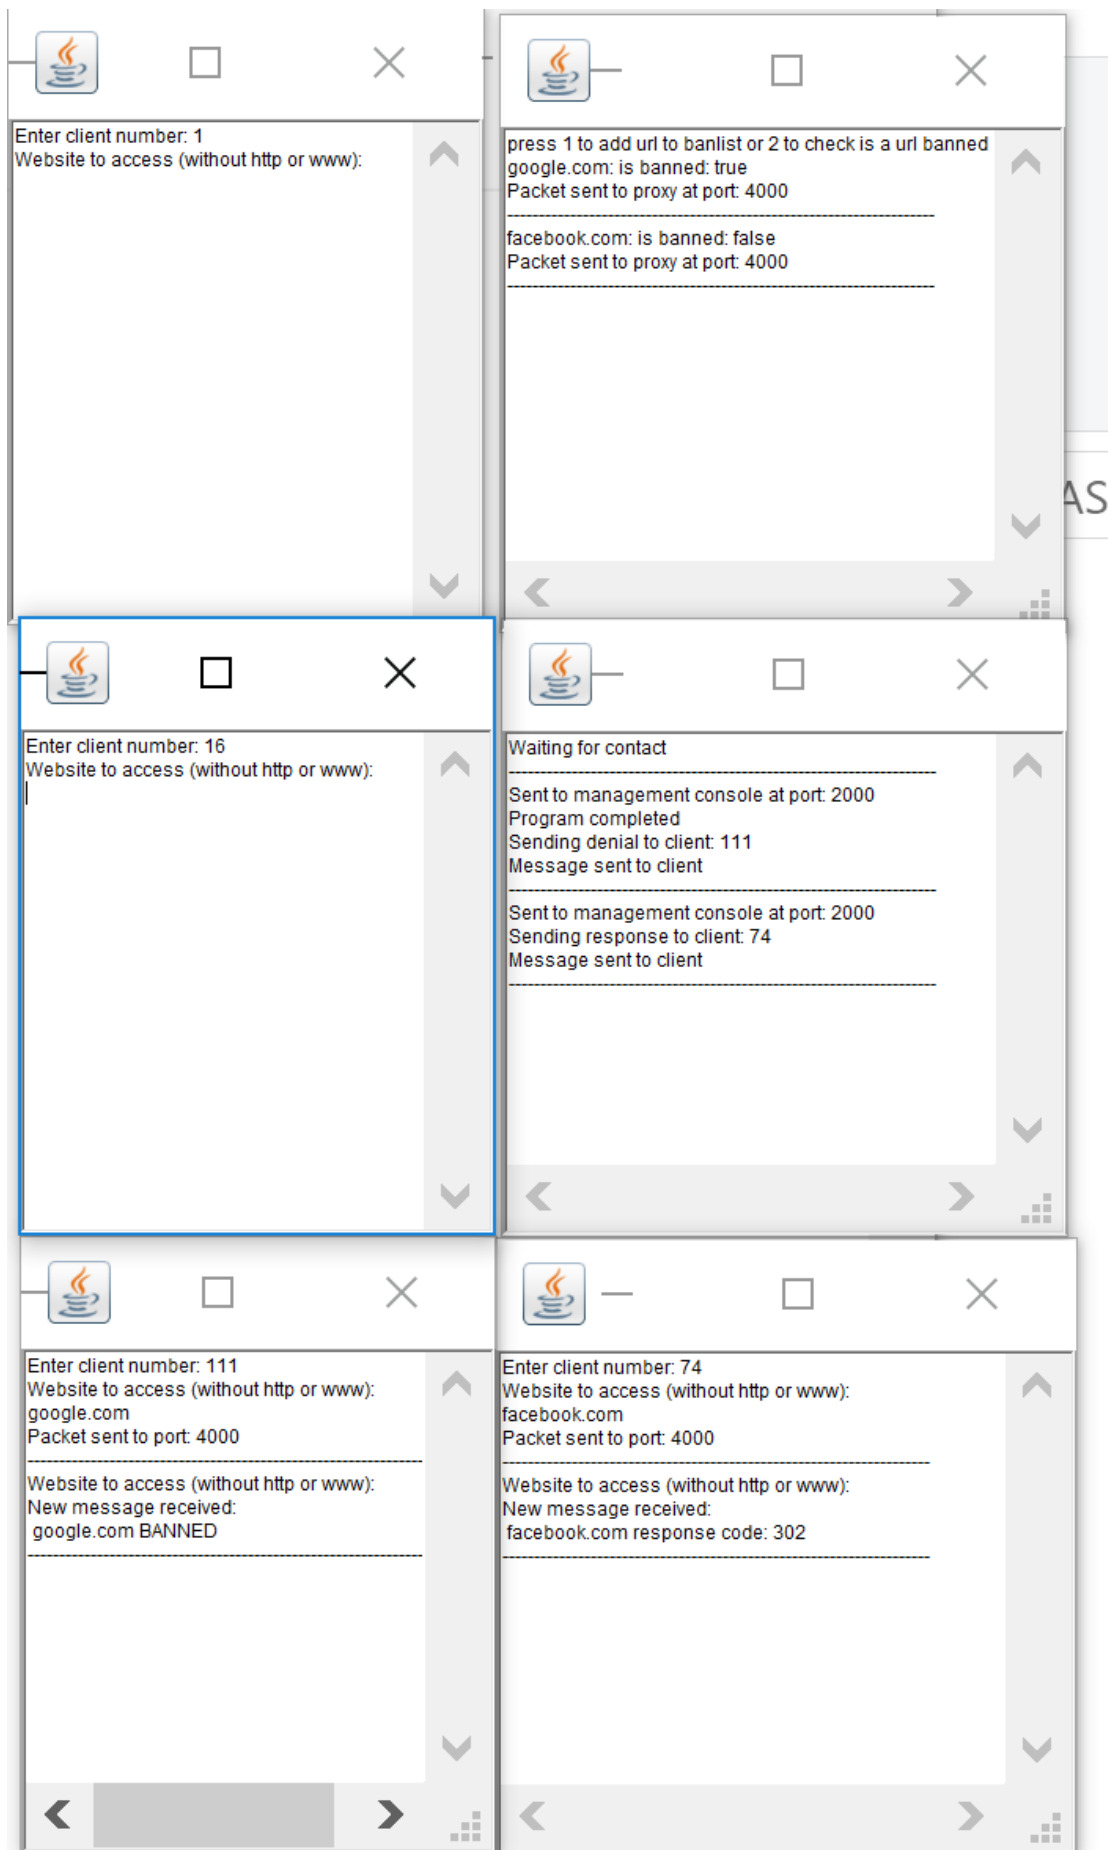 Enter client number: 1
Website to access (without http or www):
press 1 to add url to banlist or 2 to check is a url banned
google.com: is banned: true
Packet sent to proxy at port: 4000
--------------------------------------------------------------------------------
facebook.com: is banned: false
Packet sent to proxy at port: 4000
--------------------------------------------------------------------------------
AS
Enter client number: 16
Website to access (without http or www):
Waiting for contact
--------------------------------------------------------------------------------
Sent to management console at port: 2000
Program completed
Sending denial to client: 111
Message sent to client
--------------------------------------------------------------------------------
Sent to management console at port: 2000
Sending response to client: 74
Message sent to client
--------------------------------------------------------------------------------
Enter client number: 111
Website to access (without http or www):
google.com
Packet sent to port: 4000
--------------------------------------------------------------------------------
Website to access (without http or www):
New message received:
google.com BANNED
--------------------------------------------------------------------------------
Enter client number: 74
Website to access (without http or www):
facebook.com
Packet sent to port: 4000
--------------------------------------------------------------------------------
Website to access (without http or www):
New message received:
facebook.com response code: 302
--------------------------------------------------------------------------------